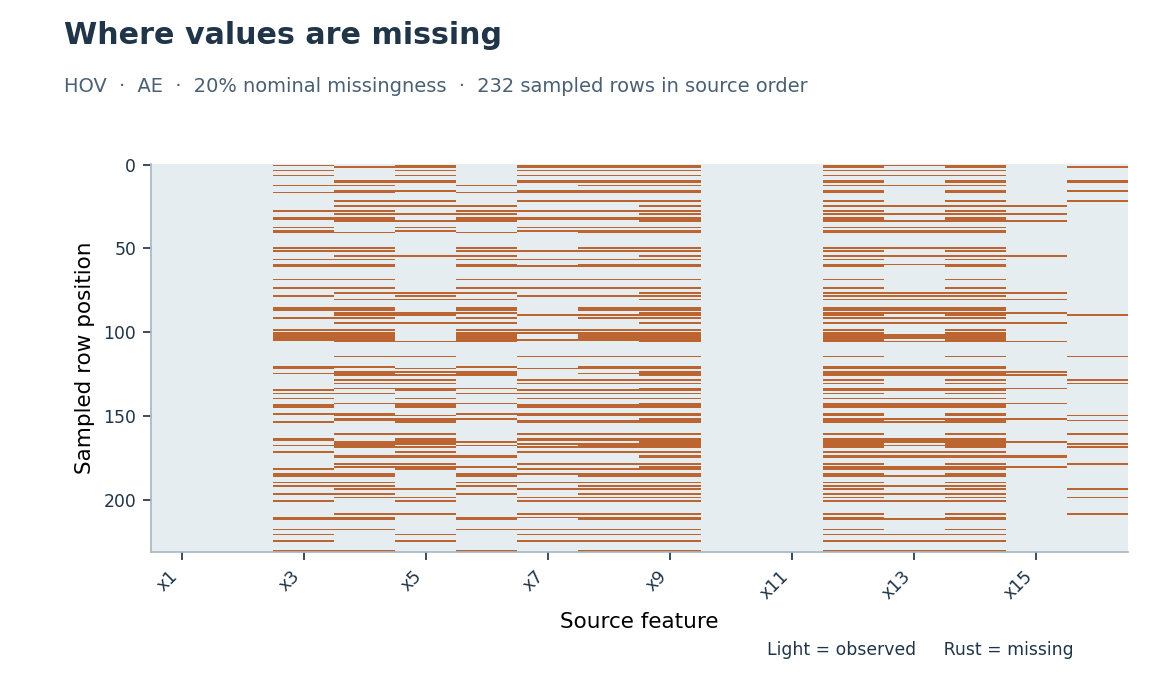 Where values are missing
HOV · AE · 20% nominal missingness · 232 sampled rows in source order
Sampled row position
0
50
100
150
200
x1 x3 x5 x7 x9 x11 x13 x15
Source feature
Light = observed Rust = missing